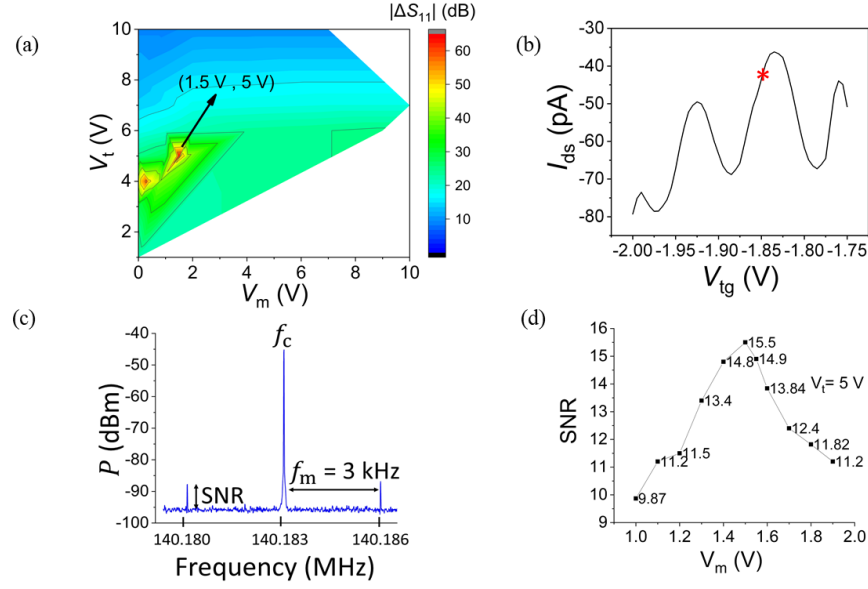 (a)
|ΔS11| (dB)
10
8
6
4
2
Vt (V)
0 2 4 6 8 10
Vm (V)
(1.5 V , 5 V)
60
50
40
30
20
10
(b)
-30
-40
-50
-60
-70
-80
Ids (pA)
-2.00 -1.95 -1.90 -1.85 -1.80 -1.75
Vtg (V)
*
(c)
-40
-50
-60
-70
-80
-90
-100
P (dBm)
fc
fm = 3 kHz
SNR
140.180 140.183 140.186
Frequency (MHz)
(d)
16
15
14
13
12
11
10
9
SNR
15.5
14.8
14.9
Vt= 5 V
13.84
13.4
12.4
11.82
11.5
11.2
11.2
9.87
1.0 1.2 1.4 1.6 1.8 2.0
Vm (V)